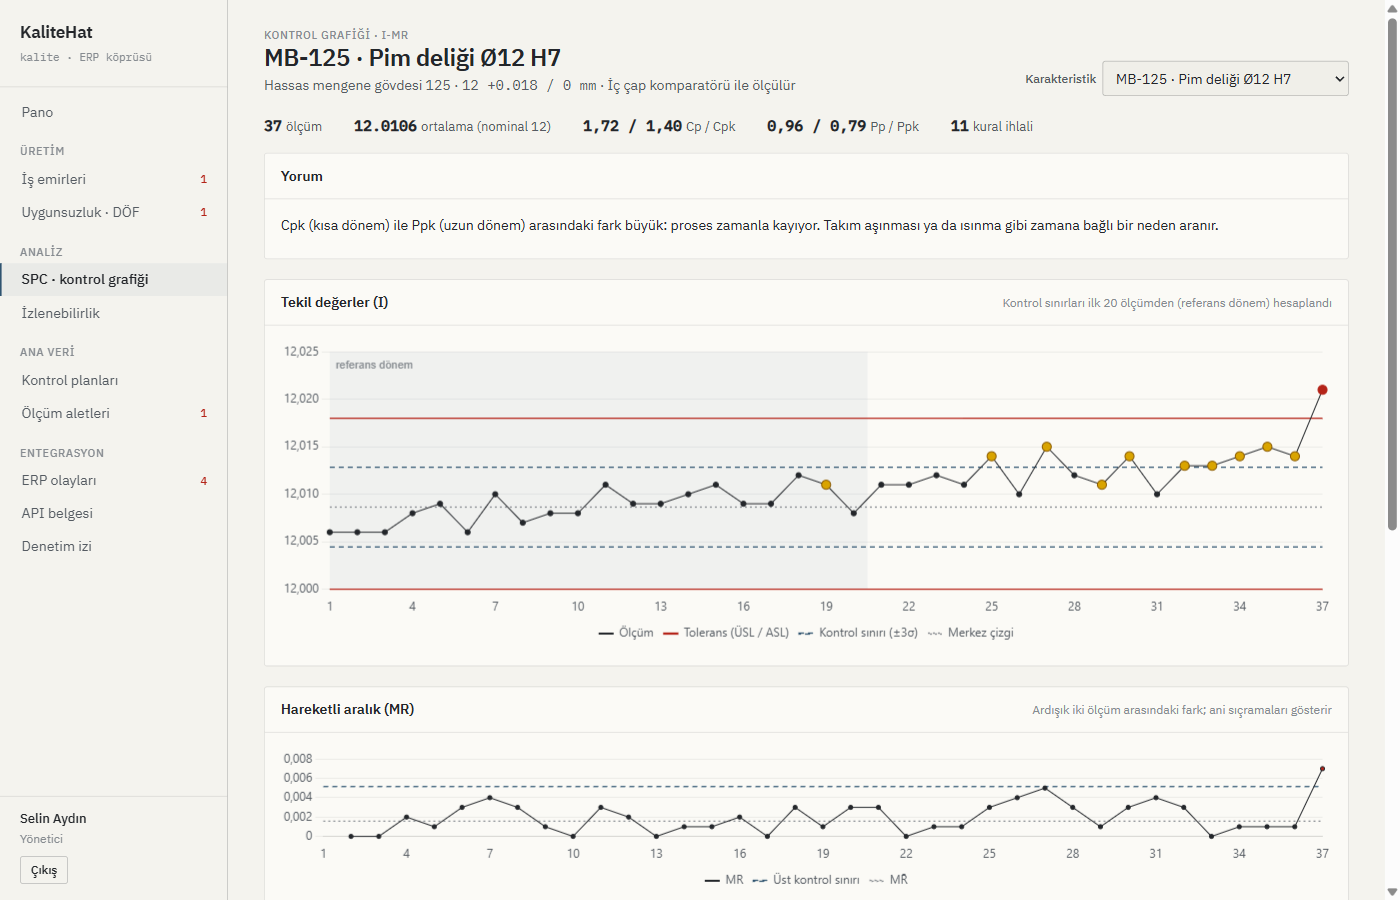 KaliteHat
kalite · ERP köprüsü
Pano
ÜRETİM
İş emirleri 1
Uygunsuzluk · DÖF 1
ANALİZ
SPC · kontrol grafiği
İzlenebilirlik
ANA VERİ
Kontrol planları
Ölçüm aletleri 1
ENTEGRASYON
ERP olayları 4
API belgesi
Denetim izi
Selin Aydın
Yönetici
Çıkış
KONTROL GRAFİĞİ · I-MR
MB-125 · Pim deliği Ø12 H7
Hassas mengene gövdesi 125 · 12 +0.018 / 0 mm · İç çap komparatörü ile ölçülür
Karakteristik MB-125 · Pim deliği Ø12 H7
37 ölçüm 12.0106 ortalama (nominal 12) 1,72 / 1,40 Cp / Cpk 0,96 / 0,79 Pp / Ppk 11 kural ihlali
Yorum
Cpk (kısa dönem) ile Ppk (uzun dönem) arasındaki fark büyük: proses zamanla kayıyor. Takım aşınması ya da ısınma gibi zamana bağlı bir neden aranır.
Tekil değerler (I)
Kontrol sınırları ilk 20 ölçümden (referans dönem) hesaplandı
12,025
referans dönem
12,020
12,015
12,010
12,005
12,000
1 4 7 10 13 16 19 22 25 28 31 34 37
Ölçüm Tolerans (ÜSL / ASL) Kontrol sınırı (±3σ) Merkez çizgi
Hareketli aralık (MR)
Ardışık iki ölçüm arasındaki fark; ani sıçramaları gösterir
0,008
0,006
0,004
0,002
0
1 4 7 10 13 16 19 22 25 28 31 34 37
MR Üst kontrol sınırı MR̄